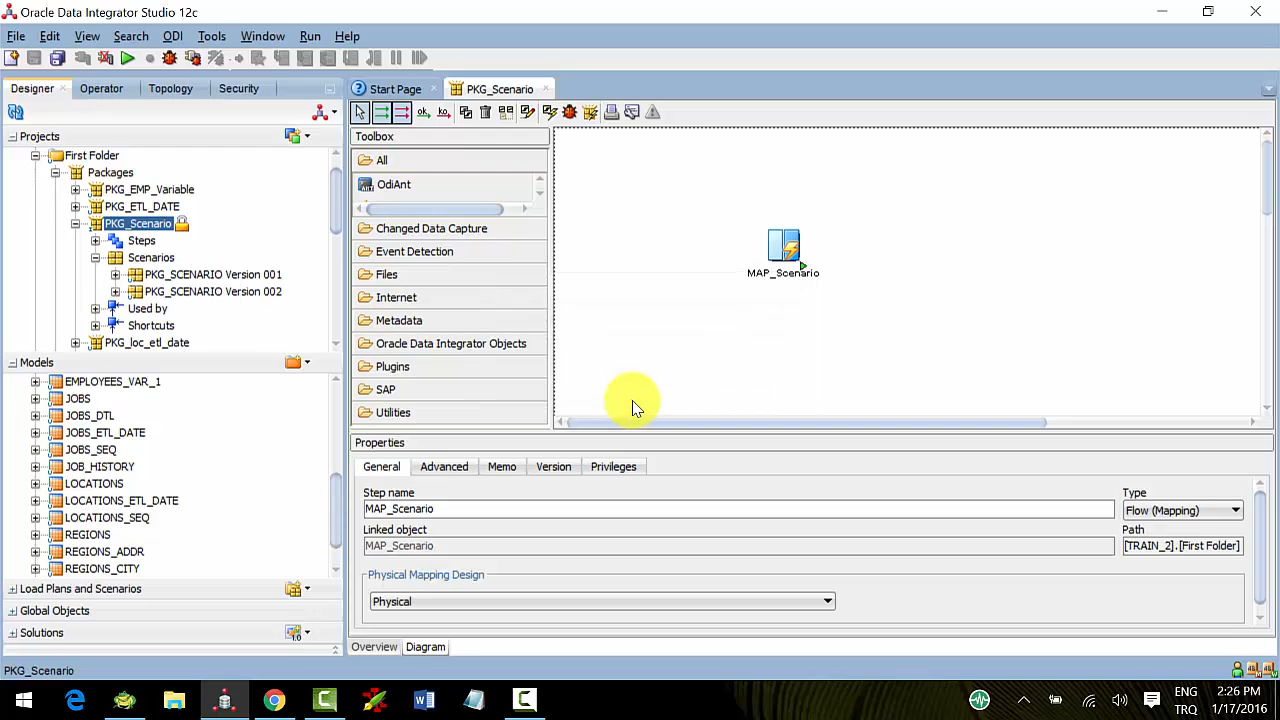 Oracle Data Integrator Studio 12c
File Edit View Search ODI Tools Window Run Help
Designer Operator Topology Security
Start Page PKG_Scenario
ok ko
Projects
First Folder
Packages
PKG_EMP_Variable
PKG_ETL_DATE
PKG_Scenario
Steps
Scenarios
PKG_SCENARIO Version 001
PKG_SCENARIO Version 002
Used by
Shortcuts
PKG_loc_etl_date
Models
EMPLOYEES_VAR_1
JOBS
JOBS_DTL
JOBS_ETL_DATE
JOBS_SEQ
JOB_HISTORY
LOCATIONS
LOCATIONS_ETL_DATE
LOCATIONS_SEQ
REGIONS
REGIONS_ADDR
REGIONS_CITY
Load Plans and Scenarios
Global Objects
Solutions
Toolbox
All
OdiAnt
Changed Data Capture
Event Detection
Files
Internet
Metadata
Oracle Data Integrator Objects
Plugins
SAP
Utilities
MAP_Scenario
Properties
General Advanced Memo Version Privileges
Step name Type
MAP_Scenario Flow (Mapping)
Linked object Path
MAP_Scenario [TRAIN_2].[First Folder]
Physical Mapping Design
Physical
Overview Diagram
PKG_Scenario
ENG 2:26 PM
TRQ 1/17/2016